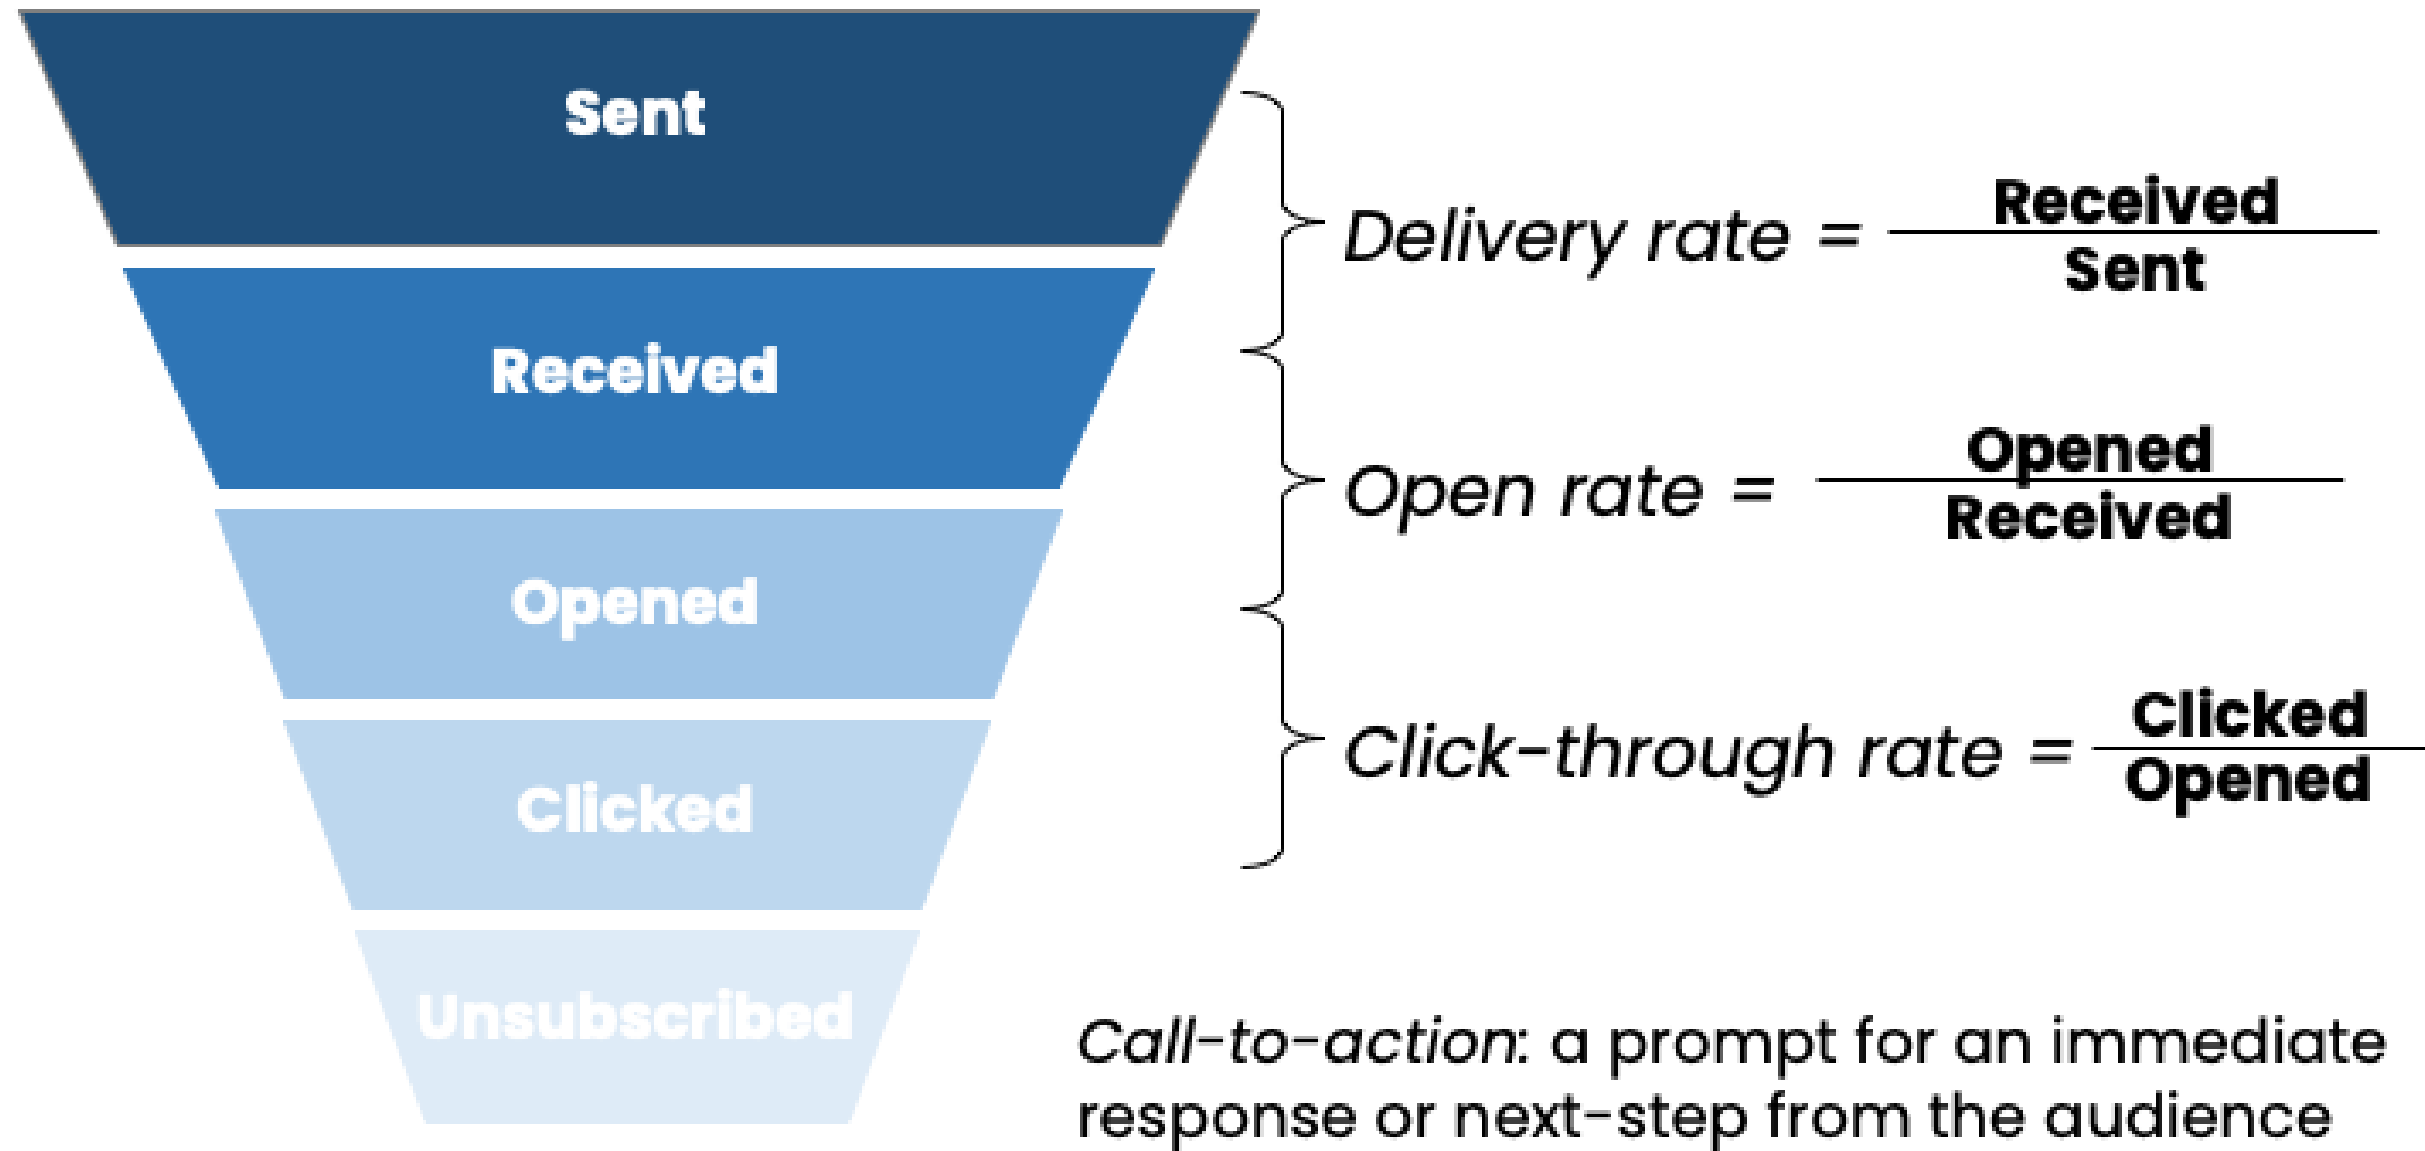 Sent
Received
Opened
Clicked
Unsubscribed
Delivery rate =
Received
Sent
Open rate =
Opened
Received
Click-through rate =
Clicked
Opened
Call-to-action: a prompt for an immediate
response or next-step from the audience